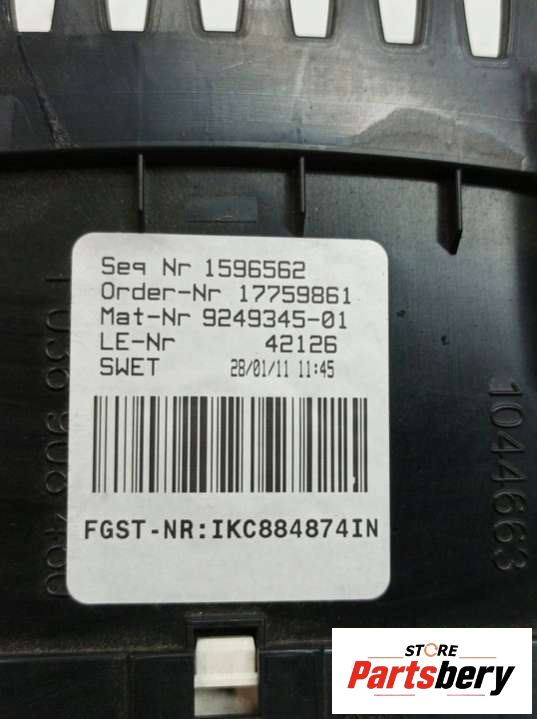 Seq Nr 1596562
Order-Nr 17759861
Mat-Nr 9249345-01
LE-Nr 42126
SWET 28/01/11 11:45
FGST-NR:IKC884874IN
1044663
STORE
Partsbery